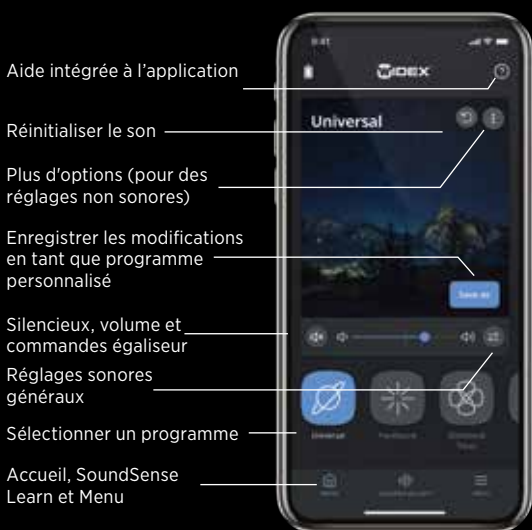 9:41
WIDEX
Aide intégrée à l'application
Universal
Réinitialiser le son
Plus d'options (pour des
réglages non sonores)
Enregistrer les modifications
en tant que programme
personnalisé
Save as
Silencieux, volume et
commandes égaliseur
Réglages sonores
généraux
Universal
Sélectionner un programme
Accueil, SoundSense
Learn et Menu